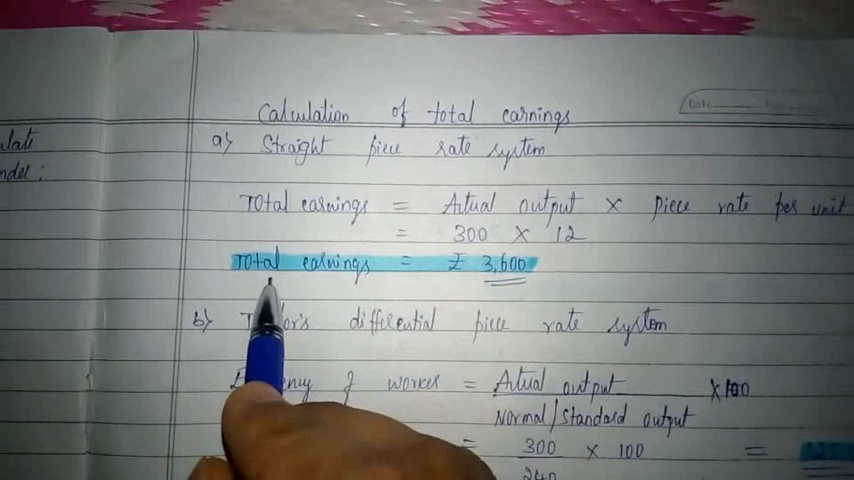 Calculation of total earnings
a) Straight piece rate system
Total earnings = Actual output × piece rate per unit
= 300 × 12
Total earnings = ₹ 3,600
b) differential piece rate system
of worker = Actual output × 100
Normal/Standard output
= 300 × 100 =
240